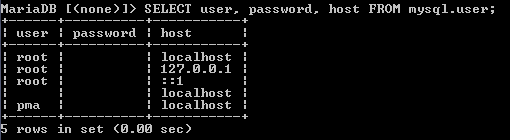 MariaDB [(none)]> SELECT user, password, host FROM mysql.user;
+------+----------+-----------+
| user | password | host      |
+------+----------+-----------+
| root |          | localhost |
| root |          | 127.0.0.1 |
| root |          | ::1       |
|      |          | localhost |
| pma  |          | localhost |
+------+----------+-----------+
5 rows in set (0.00 sec)